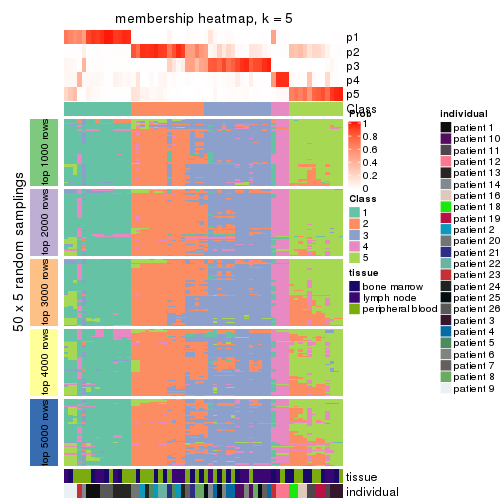 membership heatmap, k = 5
p1
p2
p3
p4
p5
Class
50 x 5 random samplings
top 1000 rows
top 2000 rows
top 3000 rows
top 4000 rows
top 5000 rows
tissue
individual
Prob
1
0.8
0.6
0.4
0.2
0
Class
1
2
3
4
5
tissue
bone marrow
lymph node
peripheral blood
individual
patient 1
patient 10
patient 11
patient 12
patient 13
patient 14
patient 16
patient 18
patient 19
patient 2
patient 20
patient 21
patient 22
patient 23
patient 24
patient 25
patient 26
patient 3
patient 4
patient 5
patient 6
patient 7
patient 8
patient 9